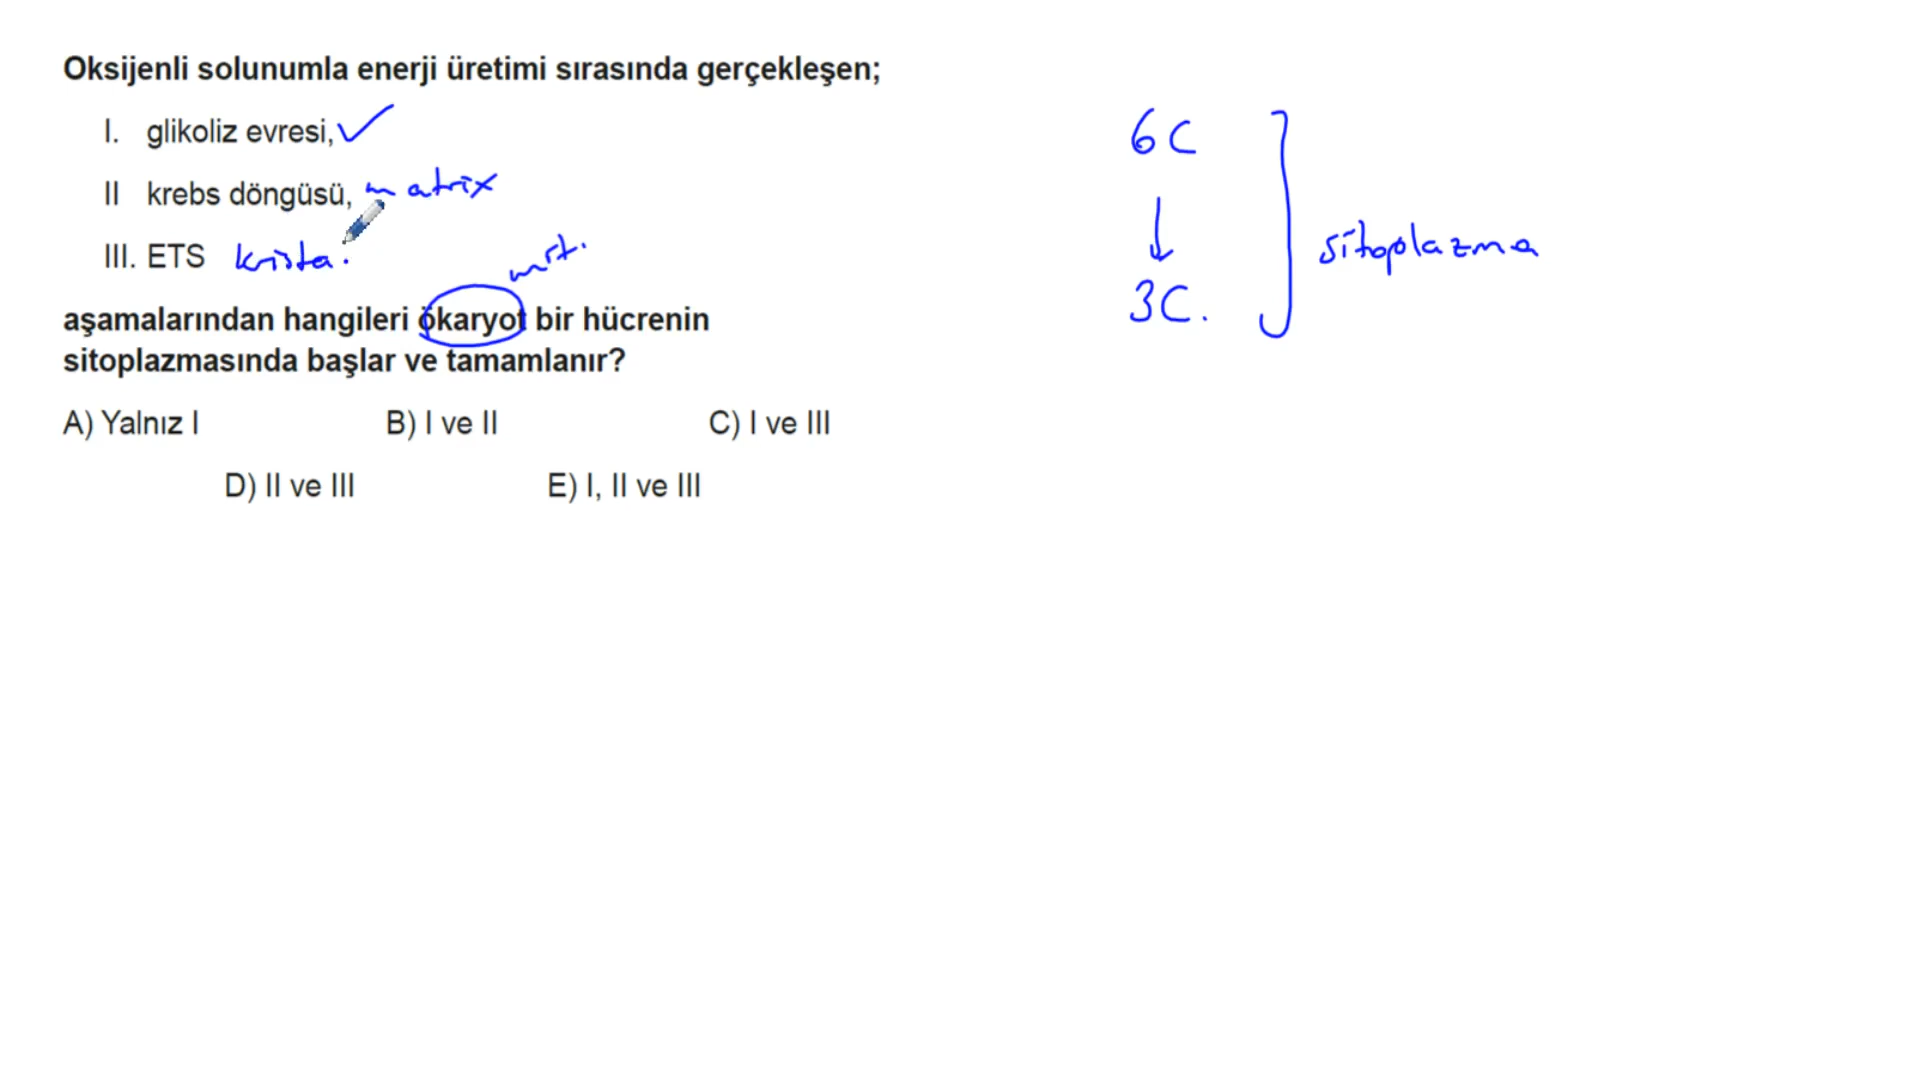 Oksijenli solunumla enerji üretimi sırasında gerçekleşen;
I. glikoliz evresi, ✓
II krebs döngüsü, matrix
III. ETS krista.
mit.
aşamalarından hangileri ökaryot bir hücrenin
sitoplazmasında başlar ve tamamlanır?
A) Yalnız I B) I ve II C) I ve III
D) II ve III E) I, II ve III
6C
↓
3C.
sitoplazma